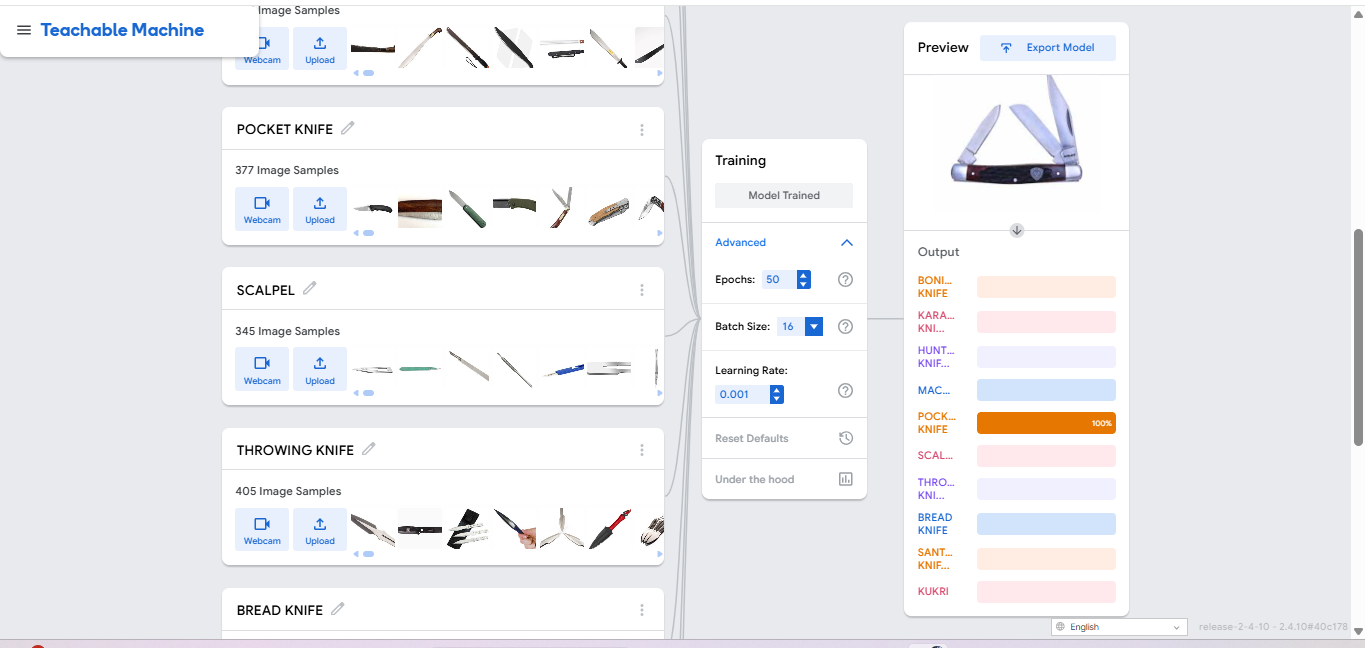 Teachable Machine
Image Samples
Webcam
Upload
POCKET KNIFE
377 Image Samples
Webcam
Upload
SCALPEL
345 Image Samples
Webcam
Upload
THROWING KNIFE
405 Image Samples
Webcam
Upload
BREAD KNIFE
Training
Model Trained
Advanced
Epochs: 50
Batch Size: 16
Learning Rate:
0.001
Reset Defaults
Under the hood
Preview
Export Model
Output
BONI...
KNIFE
KARA...
KNI...
HUNT...
KNIF...
MAC...
POCK...
KNIFE
100%
SCAL...
THRO...
KNI...
BREAD
KNIFE
SANT...
KNIF...
KUKRI
English
release-2-4-10 - 2.4.10#40c178